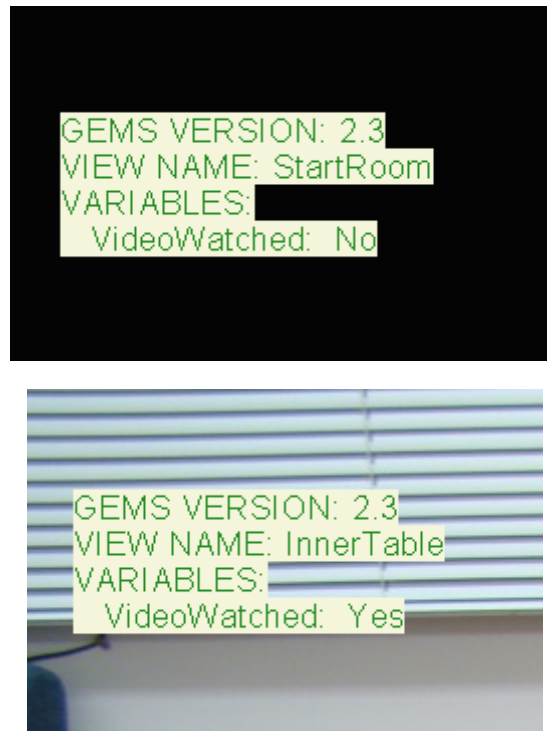 GEMS VERSION: 2.3
VIEW NAME: StartRoom
VARIABLES:
VideoWatched: No
GEMS VERSION: 2.3
VIEW NAME: InnerTable
VARIABLES:
VideoWatched: Yes